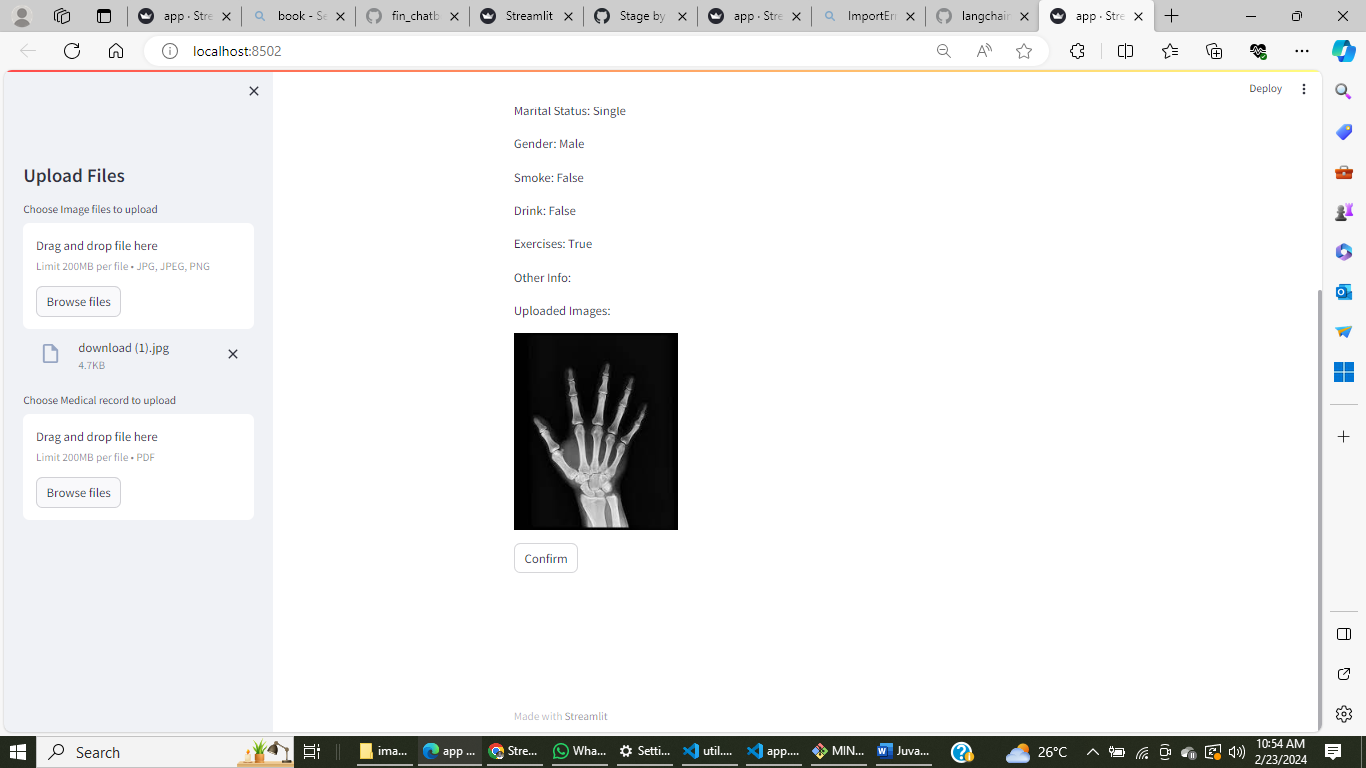 app · Stre
book - Se
fin_chatb
Streamlit
Stage by
app · Stre
ImportErr
langchain
app · Stre
localhost:8502
Deploy
Upload Files
Choose Image files to upload
Drag and drop file here
Limit 200MB per file • JPG, JPEG, PNG
Browse files
download (1).jpg
4.7KB
Choose Medical record to upload
Drag and drop file here
Limit 200MB per file • PDF
Browse files
Marital Status: Single
Gender: Male
Smoke: False
Drink: False
Exercises: True
Other Info:
Uploaded Images:
Confirm
Made with Streamlit
Search
ima...
app ...
Stre...
Wha...
Setti...
util....
app....
MIN...
Juva...
26°C
10:54 AM
2/23/2024